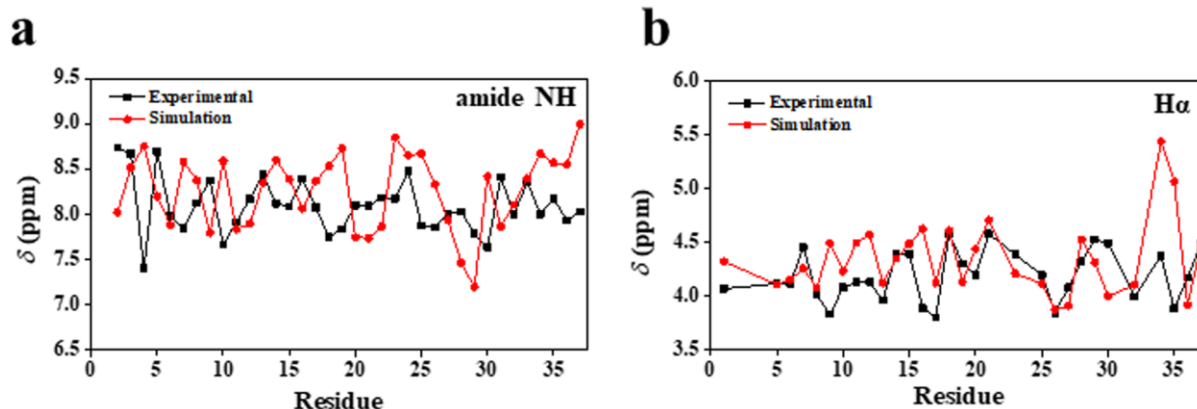 a
9.5
9.0
8.5
8.0
7.5
7.0
6.5
δ (ppm)
Experimental
Simulation
amide NH
0 5 10 15 20 25 30 35
Residue
b
6.0
5.5
5.0
4.5
4.0
3.5
δ (ppm)
Experimental
Simulation
Hα
0 5 10 15 20 25 30 35
Residue